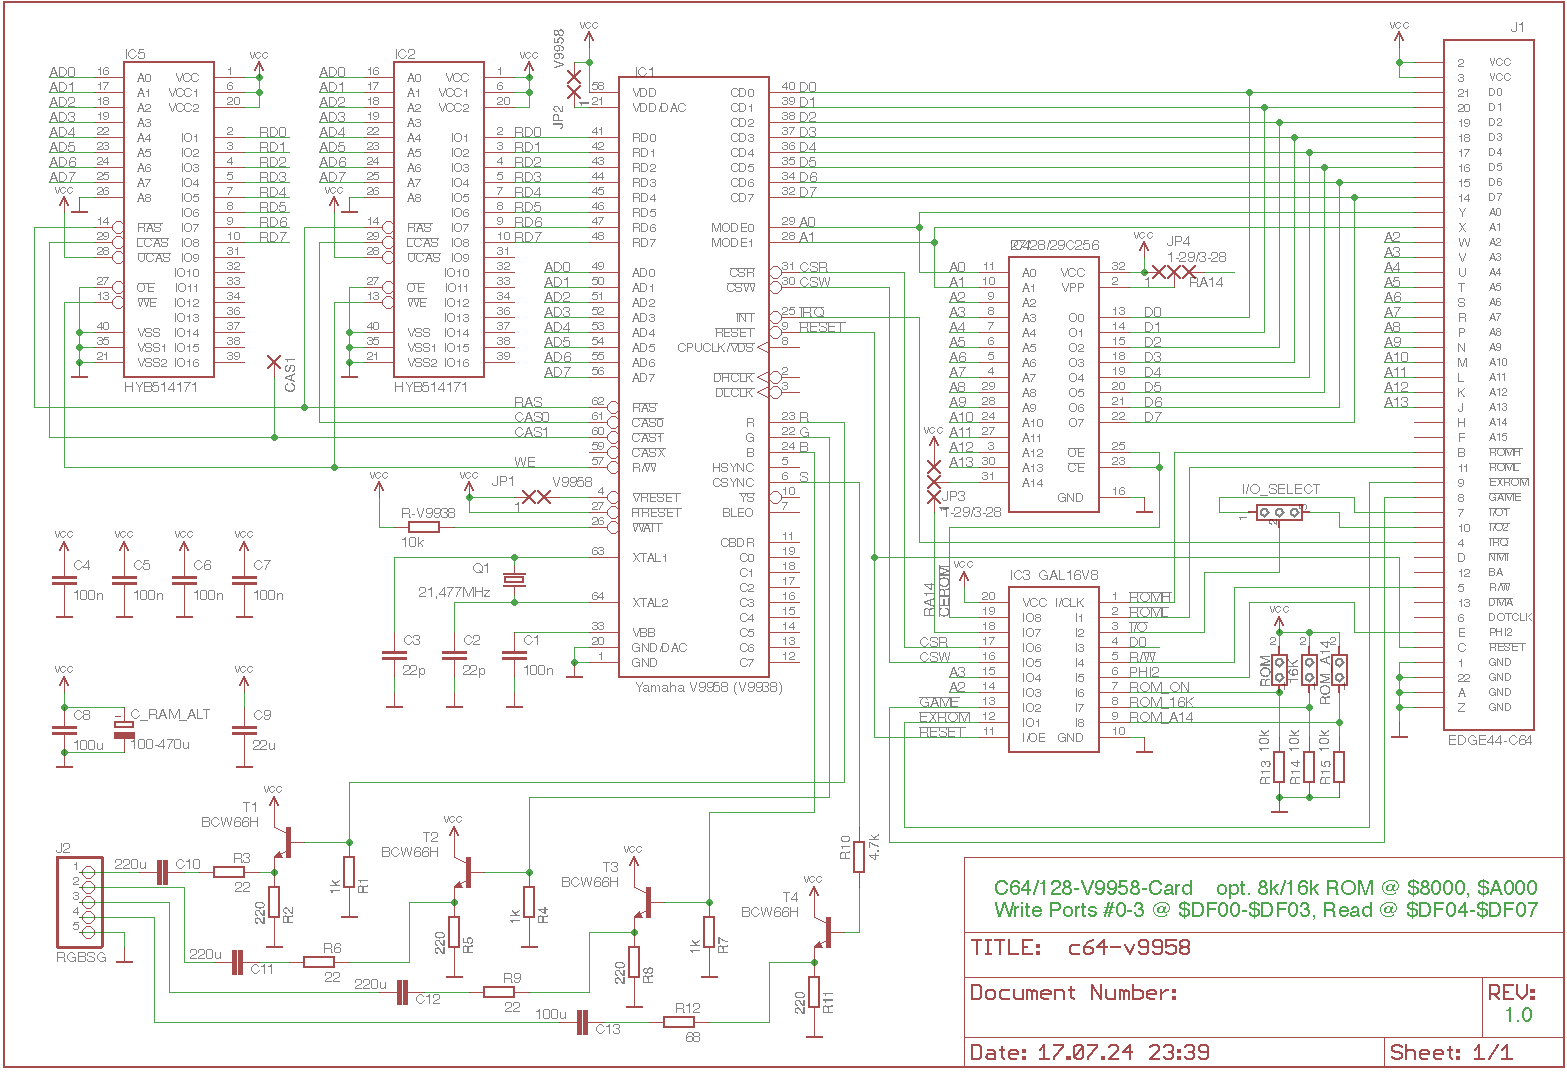 IC5
VCC
AD0 16 A0 VCC 1
AD1 17 A1 VCC1 6
AD2 18 A2 VCC2 20
AD3 19 A3
AD4 22 A4 IO1 2 RD0
AD5 23 A5 IO2 3 RD1
AD6 24 A6 IO3 4 RD2
AD7 25 A7 IO4 5 RD3
VCC 26 A8 IO5 7 RD4
IO6 8 RD5
14 RAS IO7 9 RD6
29 LCAS IO8 10 RD7
28 UCAS IO9 31
IO10 32
27 OE IO11 33
13 WE IO12 34
IO13 36
40 VSS IO14 37
35 VSS1 IO15 38
21 VSS2 IO16 39
HYB514171
CAS1
IC2
VCC
AD0 16 A0 VCC 1
AD1 17 A1 VCC1 6
AD2 18 A2 VCC2 20
AD3 19 A3
AD4 22 A4 IO1 2 RD0
AD5 23 A5 IO2 3 RD1
AD6 24 A6 IO3 4 RD2
AD7 25 A7 IO4 5 RD3
VCC 26 A8 IO5 7 RD4
IO6 8 RD5
14 RAS IO7 9 RD6
29 LCAS IO8 10 RD7
28 UCAS IO9 31
IO10 32
27 OE IO11 33
13 WE IO12 34
IO13 36
40 VSS IO14 37
35 VSS1 IO15 38
21 VSS2 IO16 39
HYB514171
VCC
V9958
JP2
1
IC1
58 VDD CD0 40 D0
21 VDD/DAC CD1 39 D1
CD2 38 D2
41 RD0 CD3 37 D3
42 RD1 CD4 36 D4
43 RD2 CD5 35 D5
44 RD3 CD6 34 D6
45 RD4 CD7 32 D7
46 RD5
47 RD6 MODE0 29 A0
48 RD7 MODE1 28 A1
AD0 49 AD0 CSR 31 CSR
AD1 50 AD1 CSW 30 CSW
AD2 51 AD2
AD3 52 AD3 INT 25 IRQ
AD4 53 AD4 RESET 9 RESET
AD5 54 AD5 CPUCLK/VDS 8
AD6 55 AD6
AD7 56 AD7 DHCLK 2
DLCLK 3
RAS 62 RAS
CAS0 61 CAS0 R 23 R
CAS1 60 CAS1 G 22 G
59 CASX B 24 B
WE 57 R/W HSYNC 5
CSYNC 6 S
4 VRESET YS 10
27 HRESET BLEO 7
26 WATT
CBDR 11
63 XTAL1 C0 19
C1 18
C2 17
64 XTAL2 C3 16
C4 15
33 VBB C5 14
20 GND/DAC C6 13
1 GND C7 12
Yamaha V9958 (V9938)
VCC
VCC
JP1
1
V9958
R-V9938
10k
Q1
21,477MHz
C3
22p
C2
22p
C1
100n
VCC
C4
100n
VCC
C5
100n
VCC
C6
100n
VCC
C7
100n
VCC
C8
100u
C_RAM_ALT
100-470u
VCC
C9
22u
27428/29C256
VCC
JP4
1-29/3-28
1
RA14
A0 11 A0 VCC 32
A1 10 A1 VPP 2
A2 9 A2
A3 8 A3 O0 13 D0
A4 7 A4 O1 14 D1
A5 6 A5 O2 15 D2
A6 5 A6 O3 18 D3
A7 4 A7 O4 19 D4
A8 29 A8 O5 20 D5
A9 28 A9 O6 21 D6
A10 24 A10 O7 22 D7
A11 27 A11
A12 3 A12 OE 25
A13 30 A13 CE 23
31 A14
GND 16
VCC
JP3
1
1-29/3-28
RA14
CEROM
VCC
IC3 GAL16V8
20 VCC I/CLK 1 ROMH
19 IO8 I1 2 ROML
18 IO7 I2 3 I/O
CSR 17 IO6 I3 4 D0
CSW 16 IO5 I4 5 R/W
A3 15 IO4 I5 6 PHI2
A2 14 IO3 I6 7 ROM_ON
GAME 13 IO2 I7 8 ROM_16K
EXROM 12 IO1 I8 9 ROM_A14
RESET 11 I/OE GND 10
I/O_SELECT
1 2 3
VCC
2 2 2
ROM
16K
ROM A14
1 1 1
R13 10k
R14 10k
R15 10k
J1
VCC
2 VCC
3 VCC
21 D0
20 D1
19 D2
18 D3
17 D4
16 D5
15 D6
14 D7
Y A0
X A1
A2 W A2
A3 V A3
A4 U A4
A5 T A5
A6 S A6
A7 R A7
A8 P A8
A9 N A9
A10 M A10
A11 L A11
A12 K A12
A13 J A13
H A14
F A15
B ROMH
11 ROML
9 EXROM
8 GAME
7 I/O1
10 I/O2
4 IRQ
D NMI
12 BA
5 R/W
13 DMA
6 DOTCLK
E PHI2
C RESET
1 GND
22 GND
A GND
Z GND
EDGE44-C64
J2
1
2
3
4
5
RGBSG
220u C10
R3
22
VCC
T1
BCW66H
220 R2
1k R1
220u
C11
R6
22
VCC
T2
BCW66H
220 R5
1k R4
220u
C12
R9
22
VCC
T3
BCW66H
220 R8
1k R7
100u
C13
R12
68
VCC
T4
BCW66H
220 R11
R10 4.7k
C64/128-V9958-Card opt. 8k/16k ROM @ $8000, $A000
Write Ports #0-3 @ $DF00-$DF03, Read @ $DF04-$DF07
TITLE: c64-v9958
Document Number:
REV:
1.0
Date: 17.07.24 23:39
Sheet: 1/1